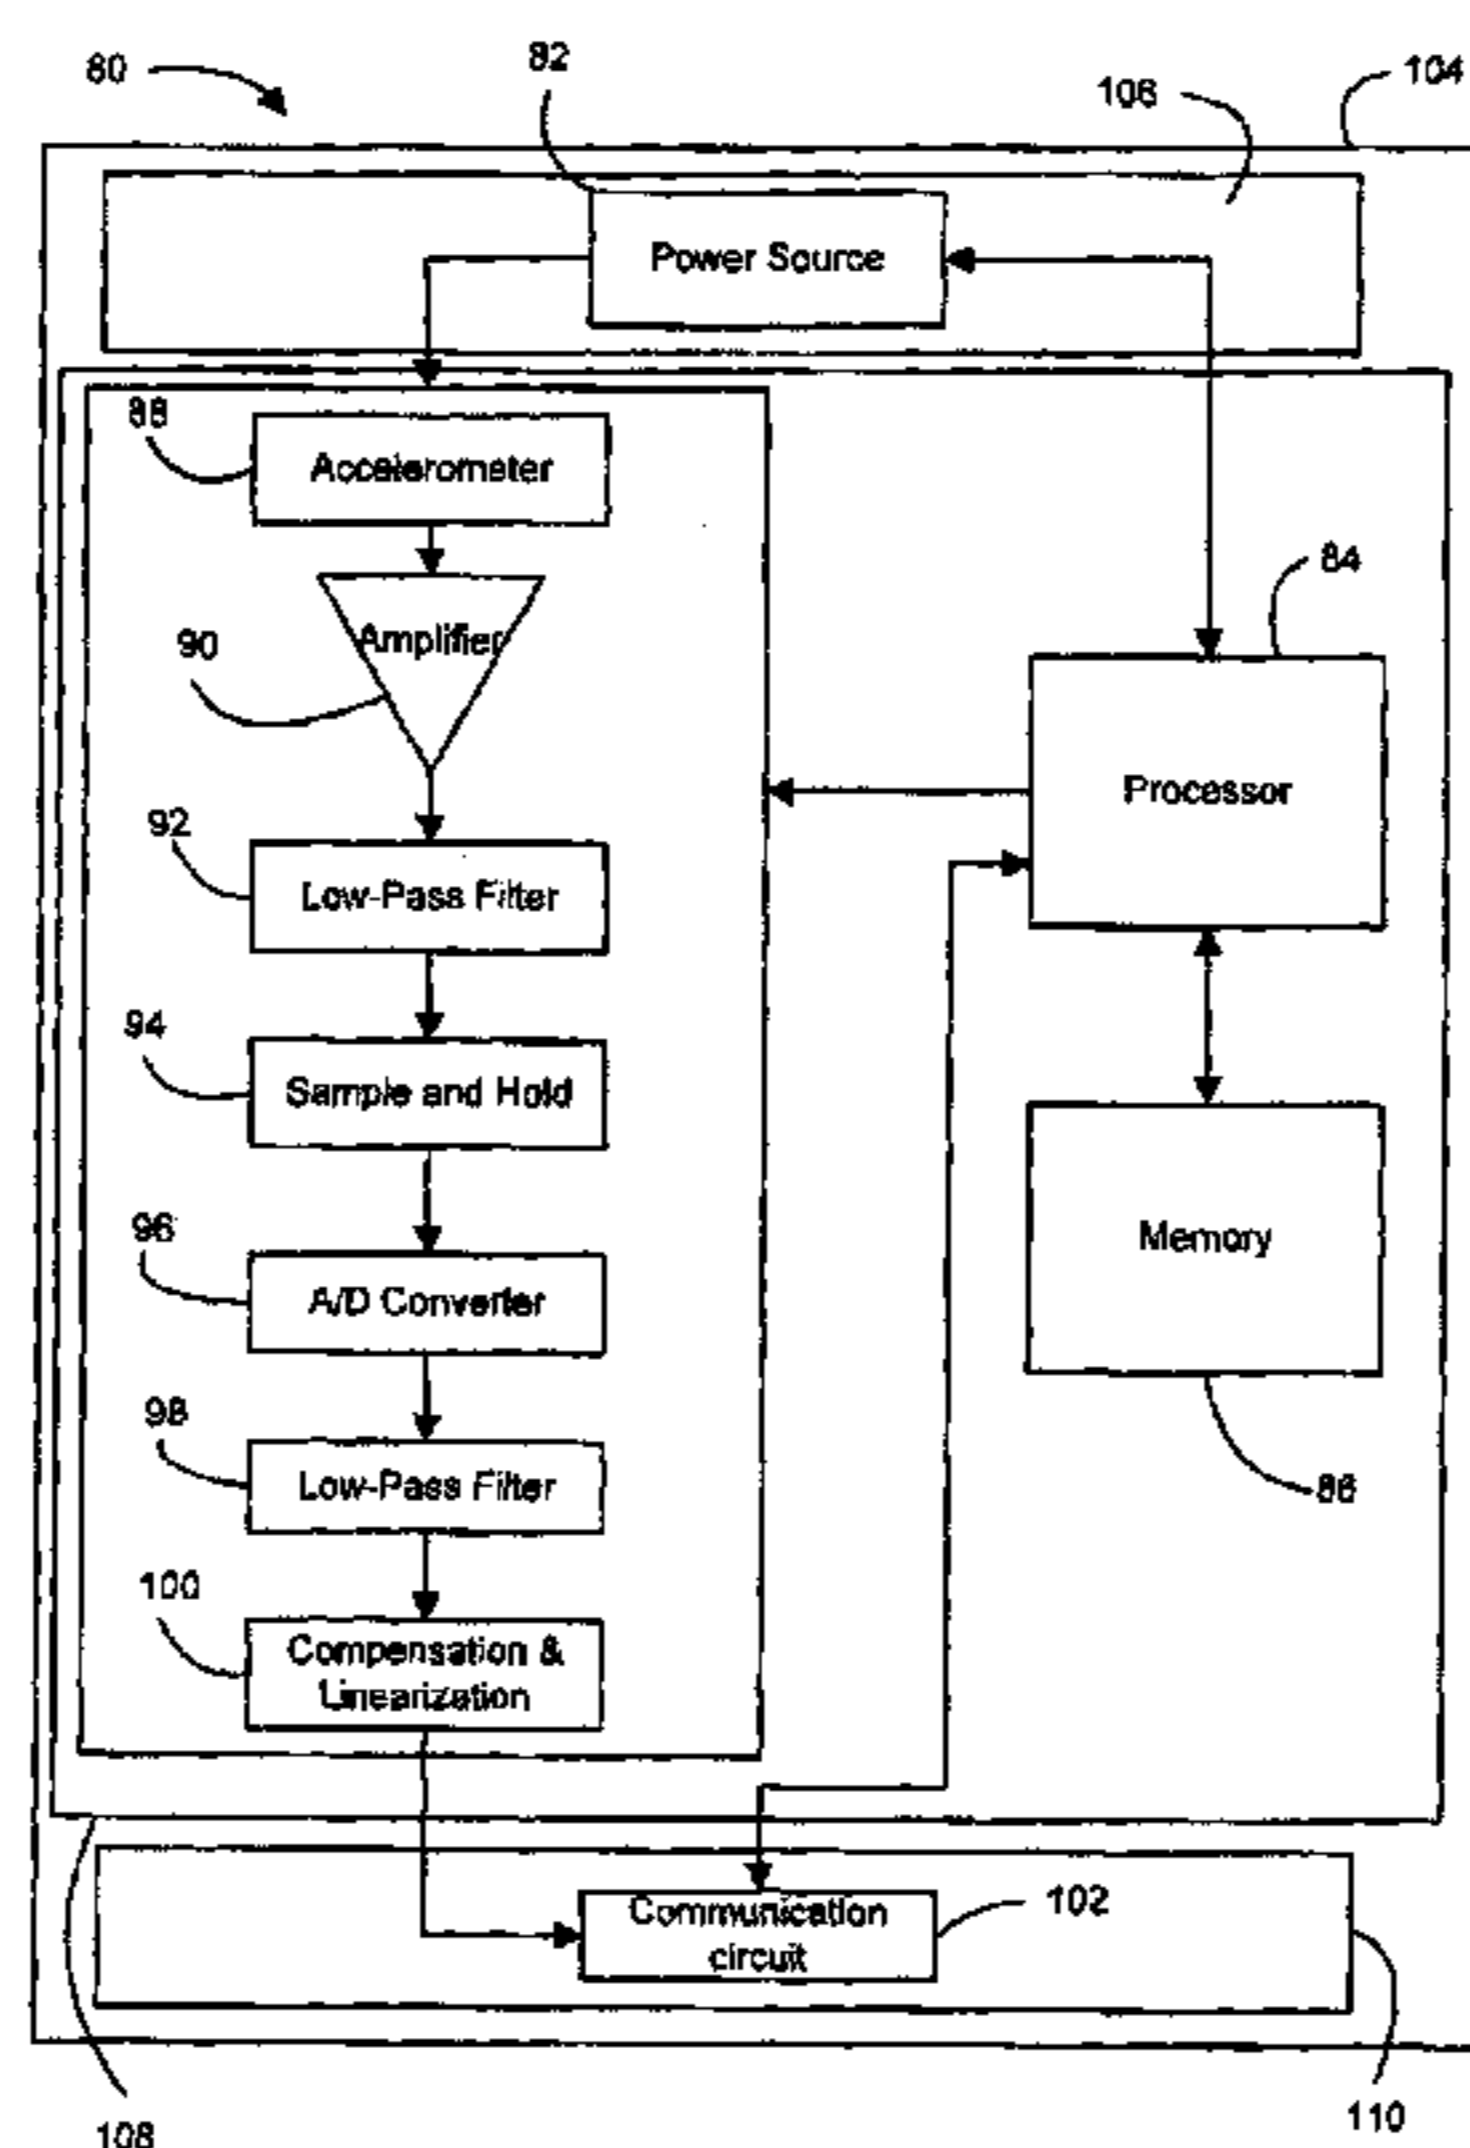 80
82
106
104
Power Source
88
Accelerometer
84
90
Amplifier
Processor
92
Low-Pass Filter
94
Sample and Hold
96
A/D Converter
Memory
98
Low-Pass Filter
86
100
Compensation &
Linearization
Communication
circuit
102
108
110